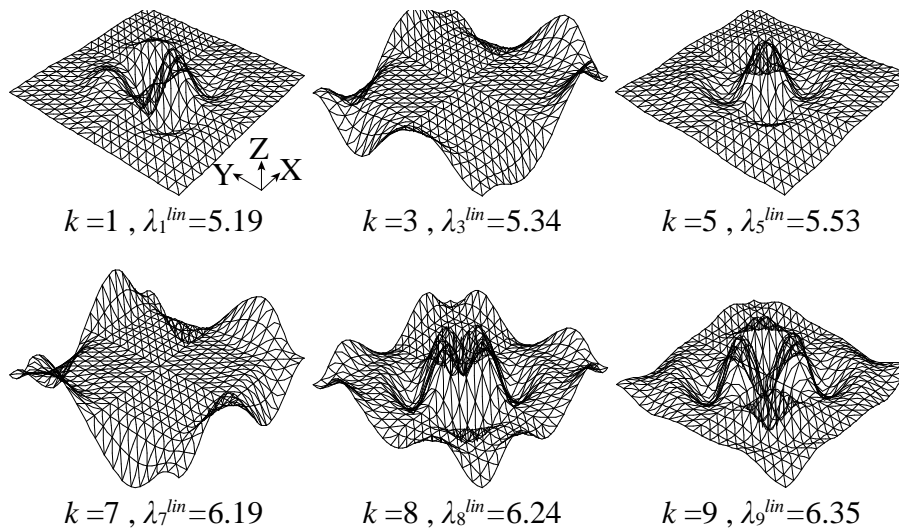 Z
Y X
k =1 , λ₁ˡⁱⁿ=5.19 k =3 , λ₃ˡⁱⁿ=5.34 k =5 , λ₅ˡⁱⁿ=5.53
k =7 , λ₇ˡⁱⁿ=6.19 k =8 , λ₈ˡⁱⁿ=6.24 k =9 , λ₉ˡⁱⁿ=6.35